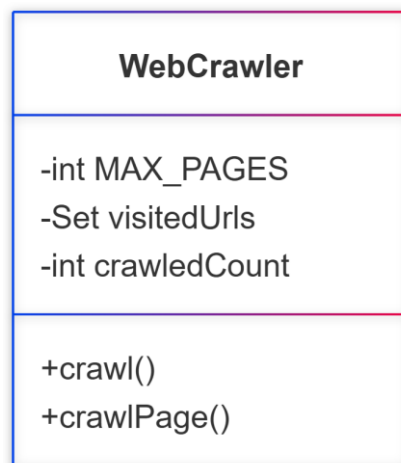 WebCrawler
-int MAX_PAGES
-Set visitedUrls
-int crawledCount
+crawl()
+crawlPage()